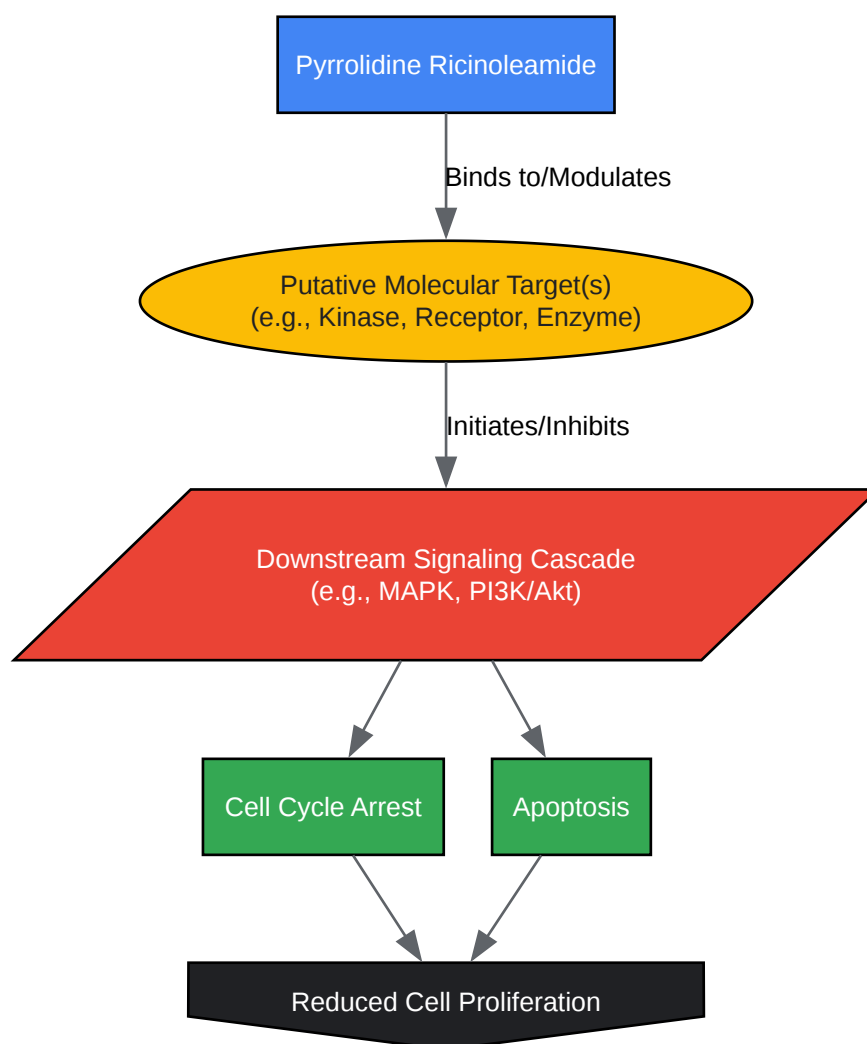 Pyrrolidine Ricinoleamide
Binds to/Modulates
Putative Molecular Target(s)
(e.g., Kinase, Receptor, Enzyme)
Initiates/Inhibits
Downstream Signaling Cascade
(e.g., MAPK, PI3K/Akt)
Cell Cycle Arrest
Apoptosis
Reduced Cell Proliferation